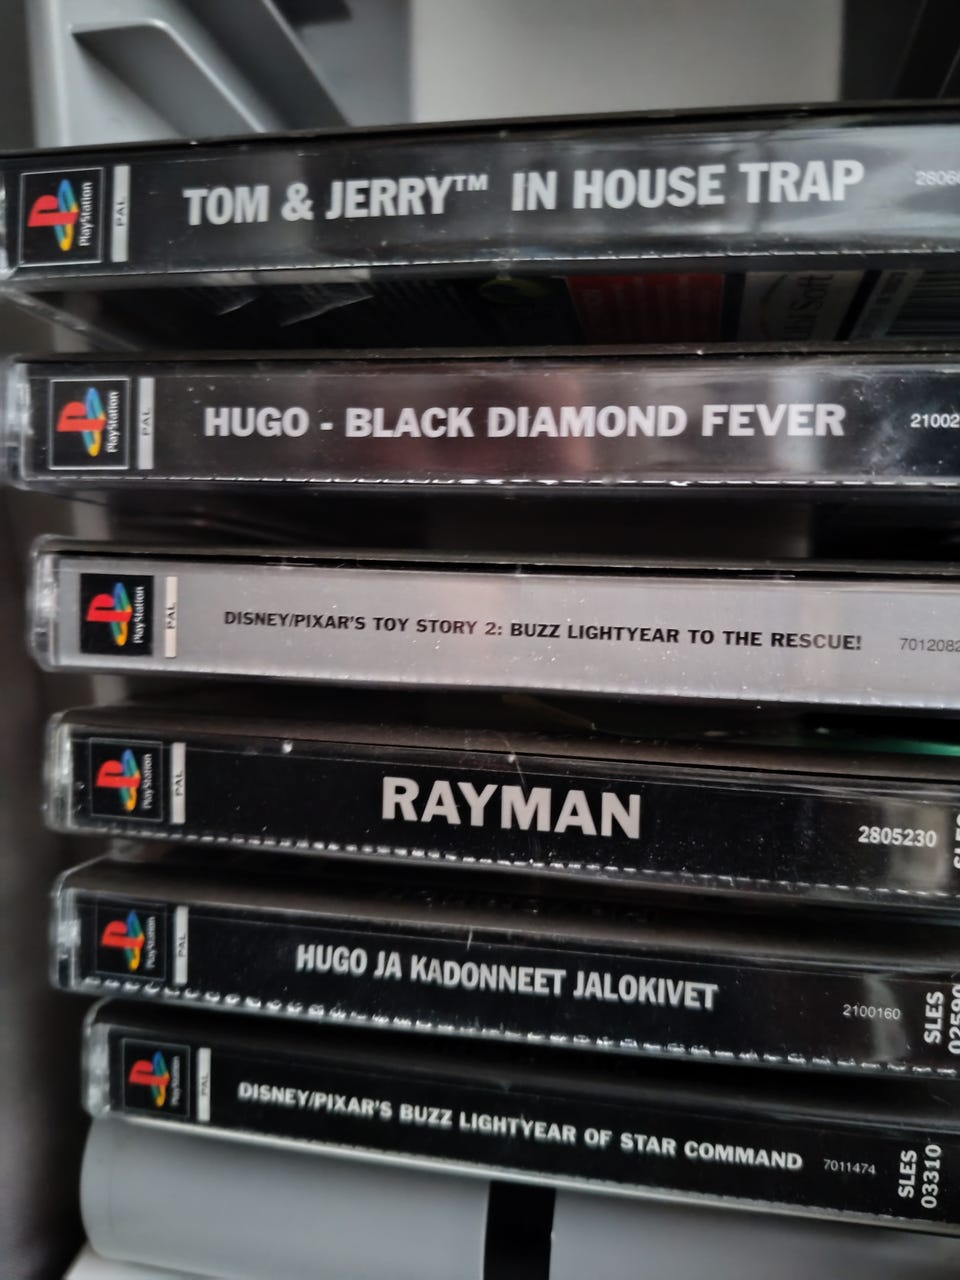 PlayStation
PAL
TOM & JERRY™ IN HOUSE TRAP
PlayStation
PAL
HUGO - BLACK DIAMOND FEVER
PlayStation
PAL
DISNEY/PIXAR'S TOY STORY 2: BUZZ LIGHTYEAR TO THE RESCUE!
PlayStation
PAL
RAYMAN
2805230
PlayStation
PAL
HUGO JA KADONNEET JALOKIVET
2100160
SLES
PlayStation
PAL
DISNEY/PIXAR'S BUZZ LIGHTYEAR OF STAR COMMAND
7011474
SLES
03310